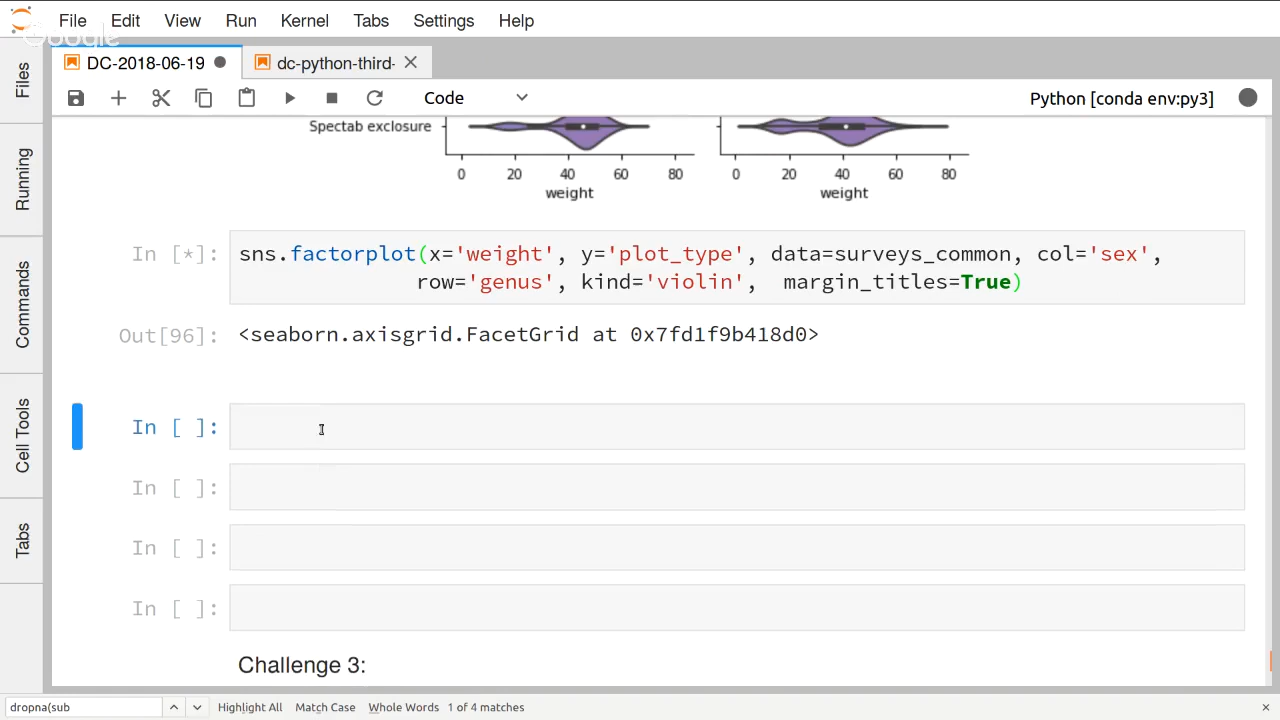 File Edit View Run Kernel Tabs Settings Help
Google
DC-2018-06-19 dc-python-third-
Code Python [conda env:py3]
Files
Running
Commands
Cell Tools
Tabs
Spectab exclosure
0 20 40 60 80 0 20 40 60 80
weight weight
In [*]: sns.factorplot(x='weight', y='plot_type', data=surveys_common, col='sex',
row='genus', kind='violin', margin_titles=True)
Out[96]: <seaborn.axisgrid.FacetGrid at 0x7fd1f9b418d0>
In [ ]:
In [ ]:
In [ ]:
In [ ]:
Challenge 3:
dropna(sub Highlight All Match Case Whole Words 1 of 4 matches